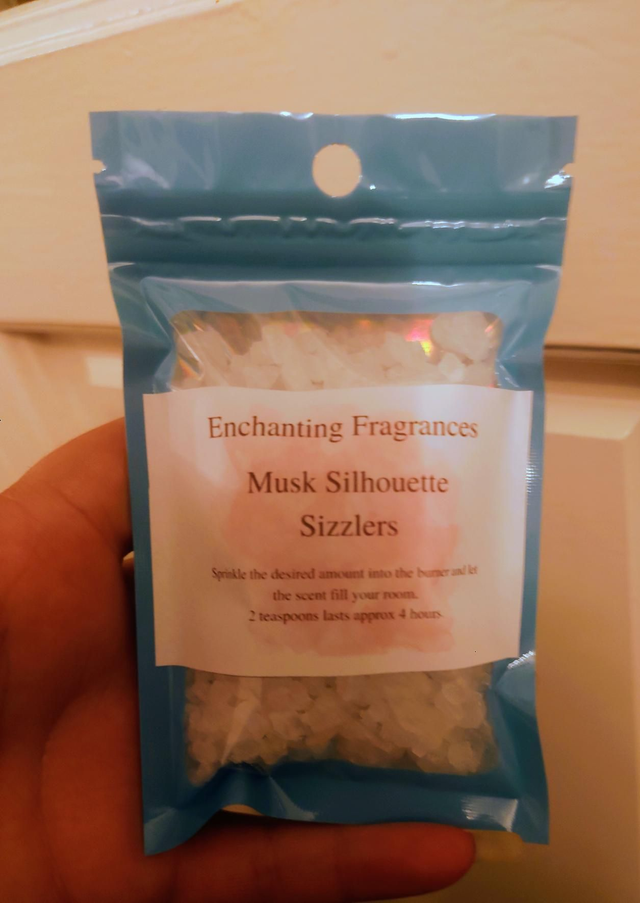 Enchanting Fragrances
Musk Silhouette
Sizzlers
Sprinkle the desired amount into the burner and let
the scent fill your room.
2 teaspoons lasts approx 4 hours.